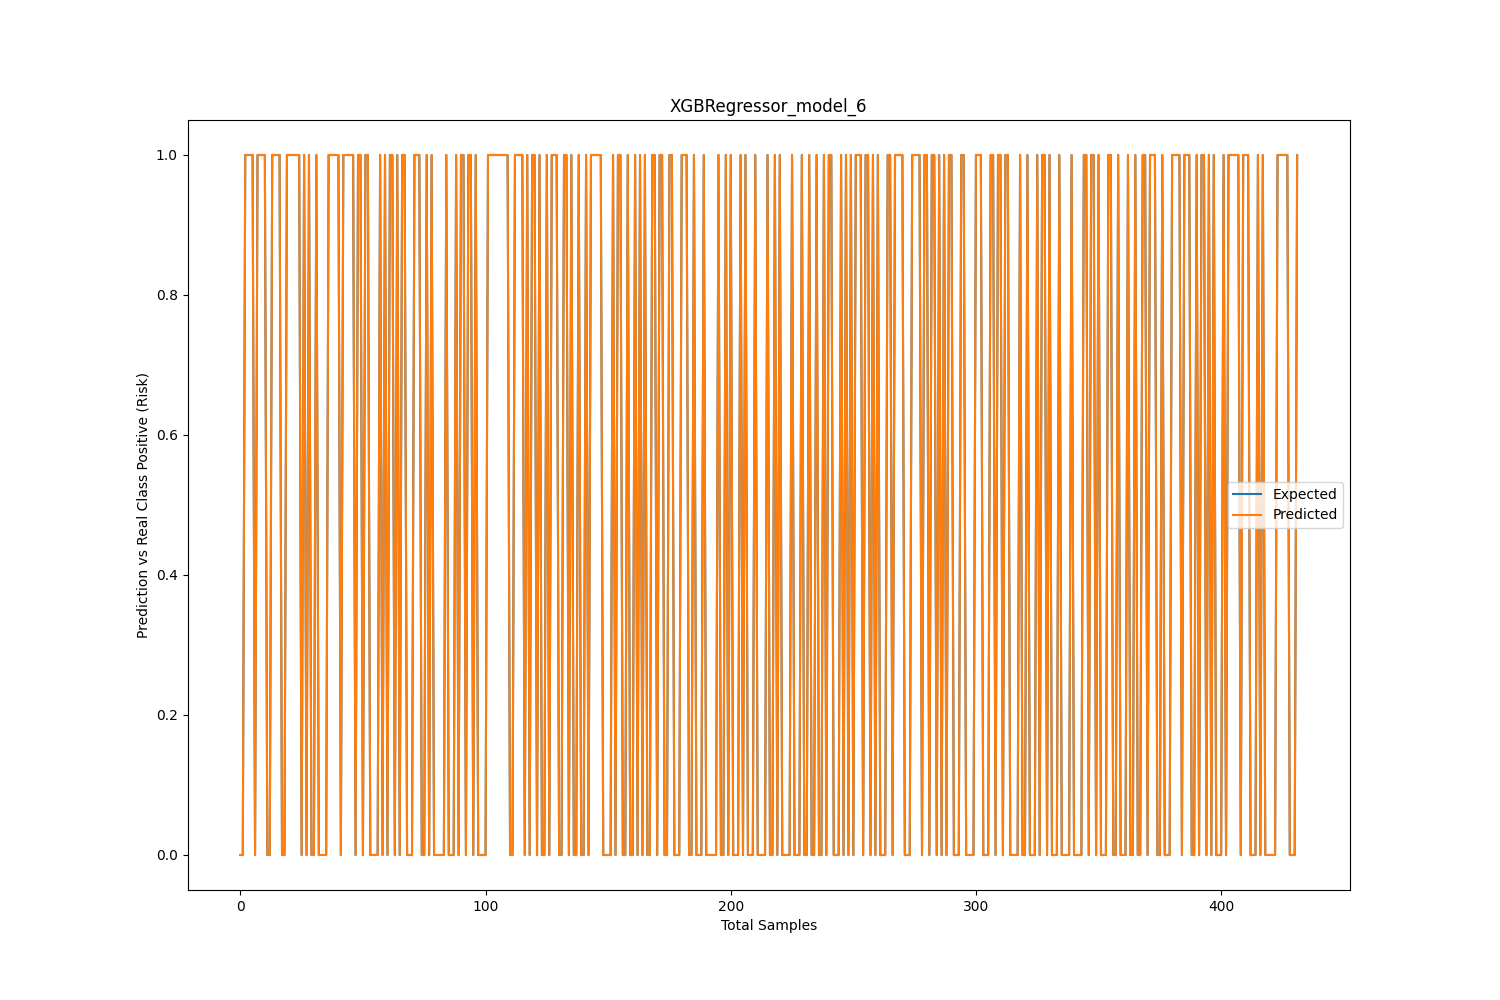 XGBRegressor_model_6
1.0
0.8
0.6
0.4
0.2
0.0
Prediction vs Real Class Positive (Risk)
Expected
Predicted
0 100 200 300 400
Total Samples